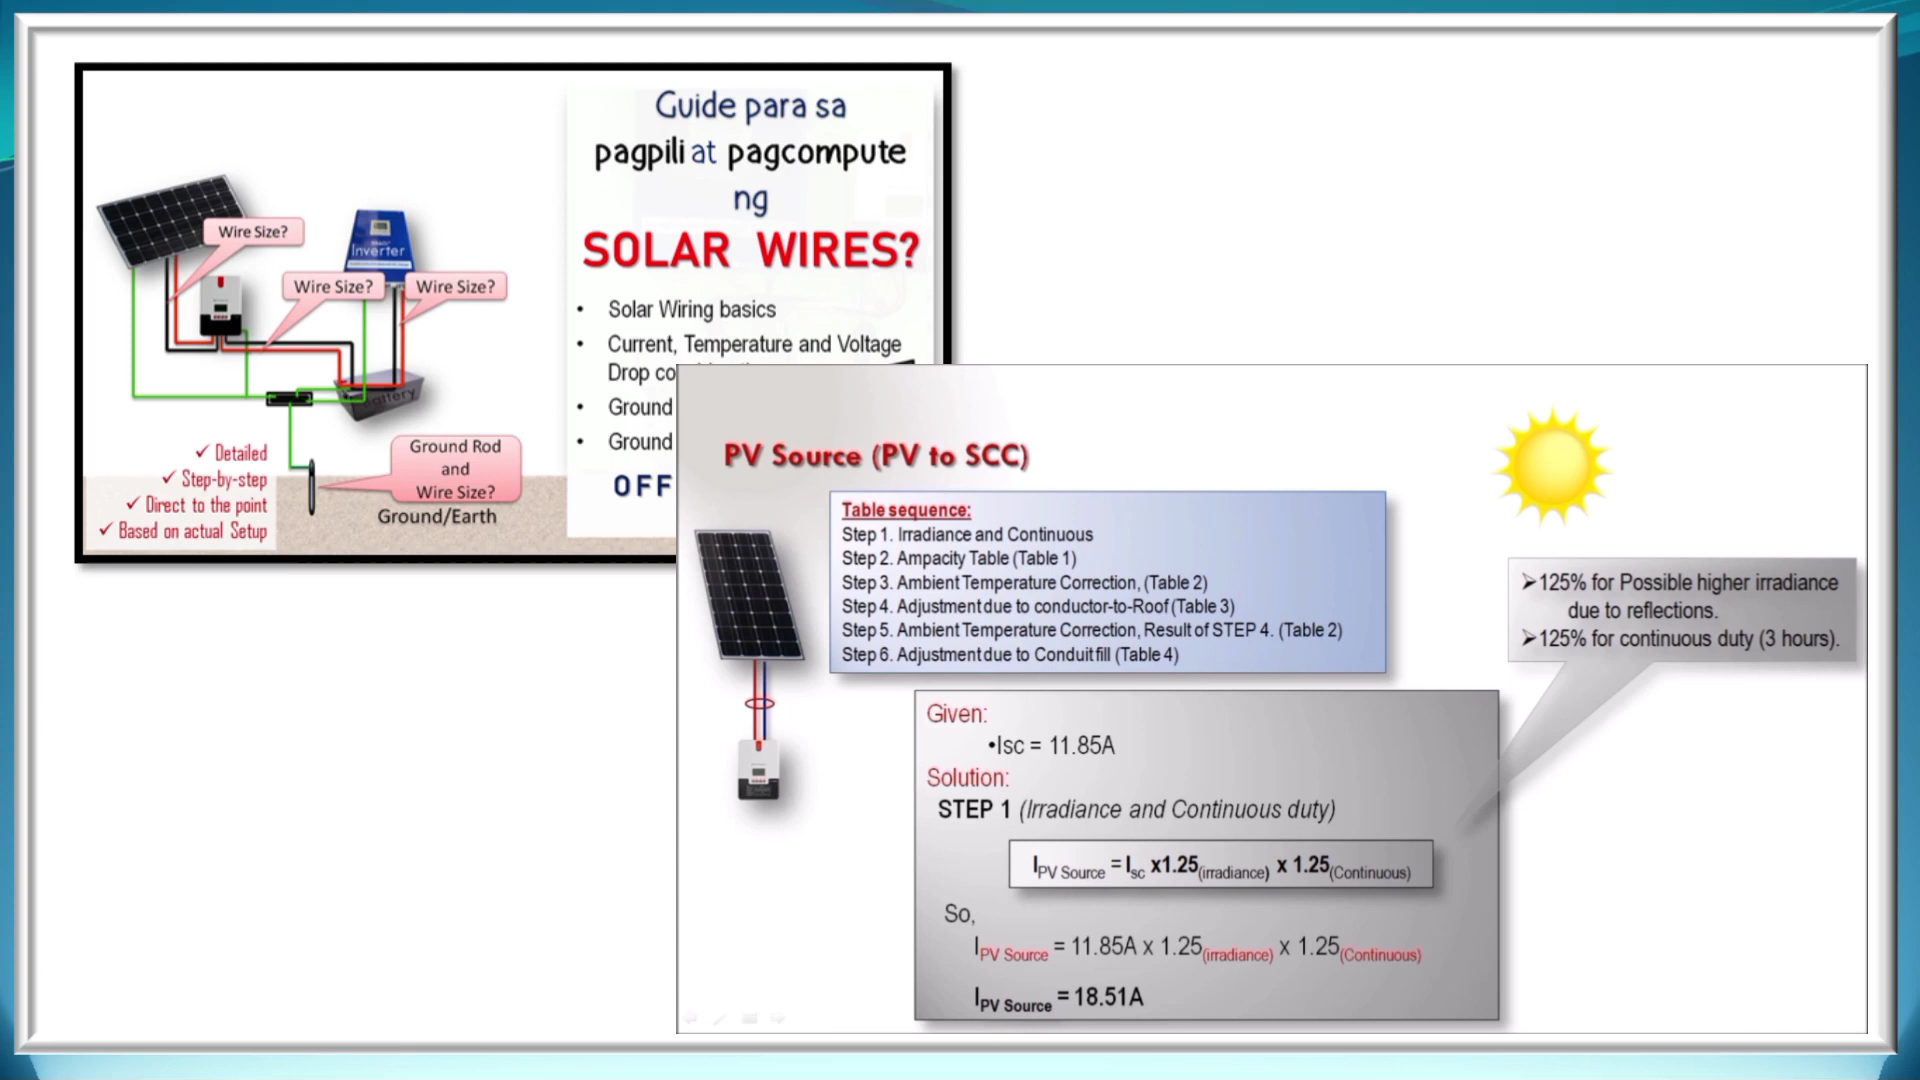 Guide para sa
pagpili at pagcompute
ng
SOLAR WIRES?
• Solar Wiring basics
• Current, Temperature and Voltage
Drop co
• Ground
• Ground
OFF
Wire Size?
Inverter
Wire Size?
Wire Size?
Battery
Ground Rod
and
Wire Size?
Ground/Earth
✓ Detailed
✓ Step-by-step
✓ Direct to the point
✓ Based on actual Setup
PV Source (PV to SCC)
Table sequence:
Step 1. Irradiance and Continuous
Step 2. Ampacity Table (Table 1)
Step 3. Ambient Temperature Correction, (Table 2)
Step 4. Adjustment due to conductor-to-Roof (Table 3)
Step 5. Ambient Temperature Correction, Result of STEP 4. (Table 2)
Step 6. Adjustment due to Conduit fill (Table 4)
➢125% for Possible higher irradiance
due to reflections.
➢125% for continuous duty (3 hours).
Given:
•Isc = 11.85A
Solution:
STEP 1 (Irradiance and Continuous duty)
I PV Source = Isc x1.25(irradiance) x 1.25(Continuous)
So,
I PV Source = 11.85A x 1.25(irradiance) x 1.25(Continuous)
I PV Source = 18.51A